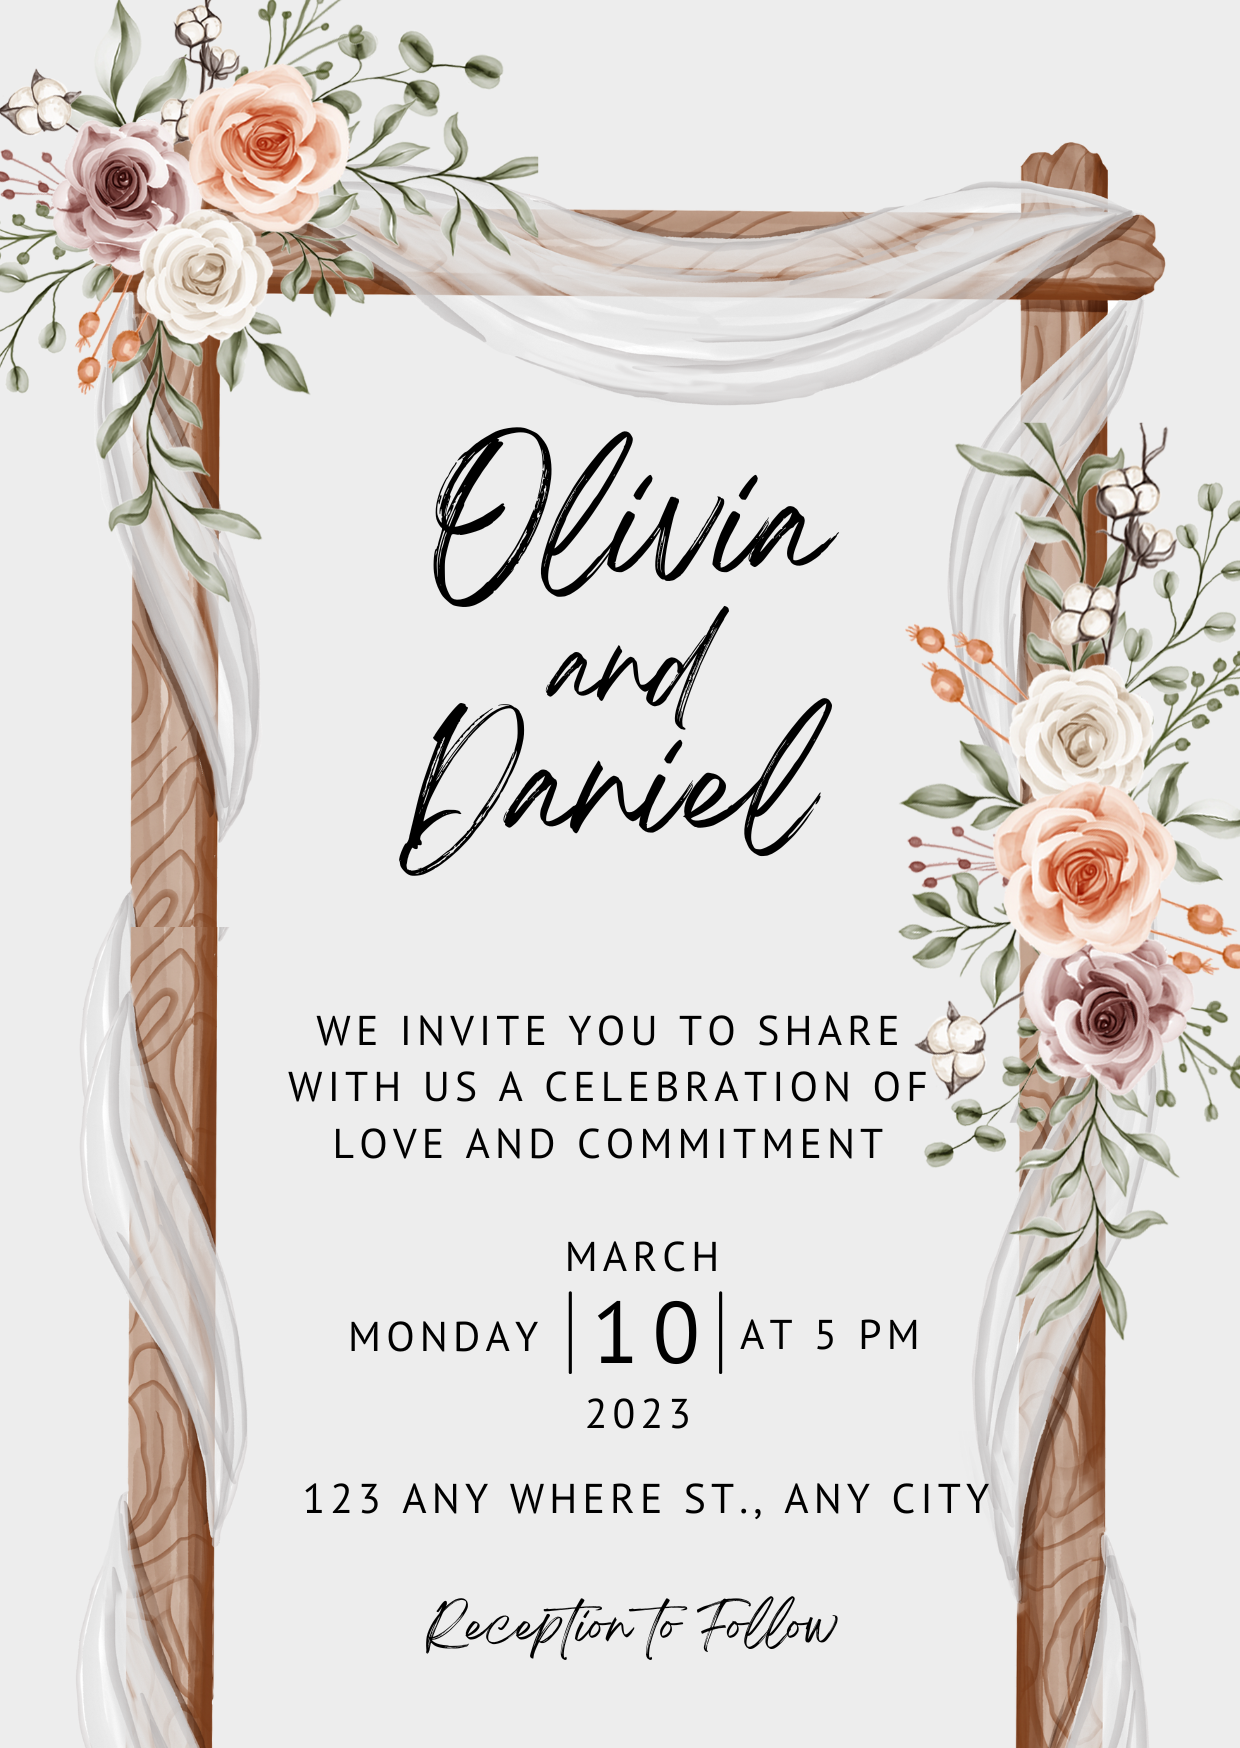 Olivia
and
Daniel
WE INVITE YOU TO SHARE
WITH US A CELEBRATION OF
LOVE AND COMMITMENT
MARCH
MONDAY | 10 | AT 5 PM
2023
123 ANY WHERE ST., ANY CITY
Reception to Follow